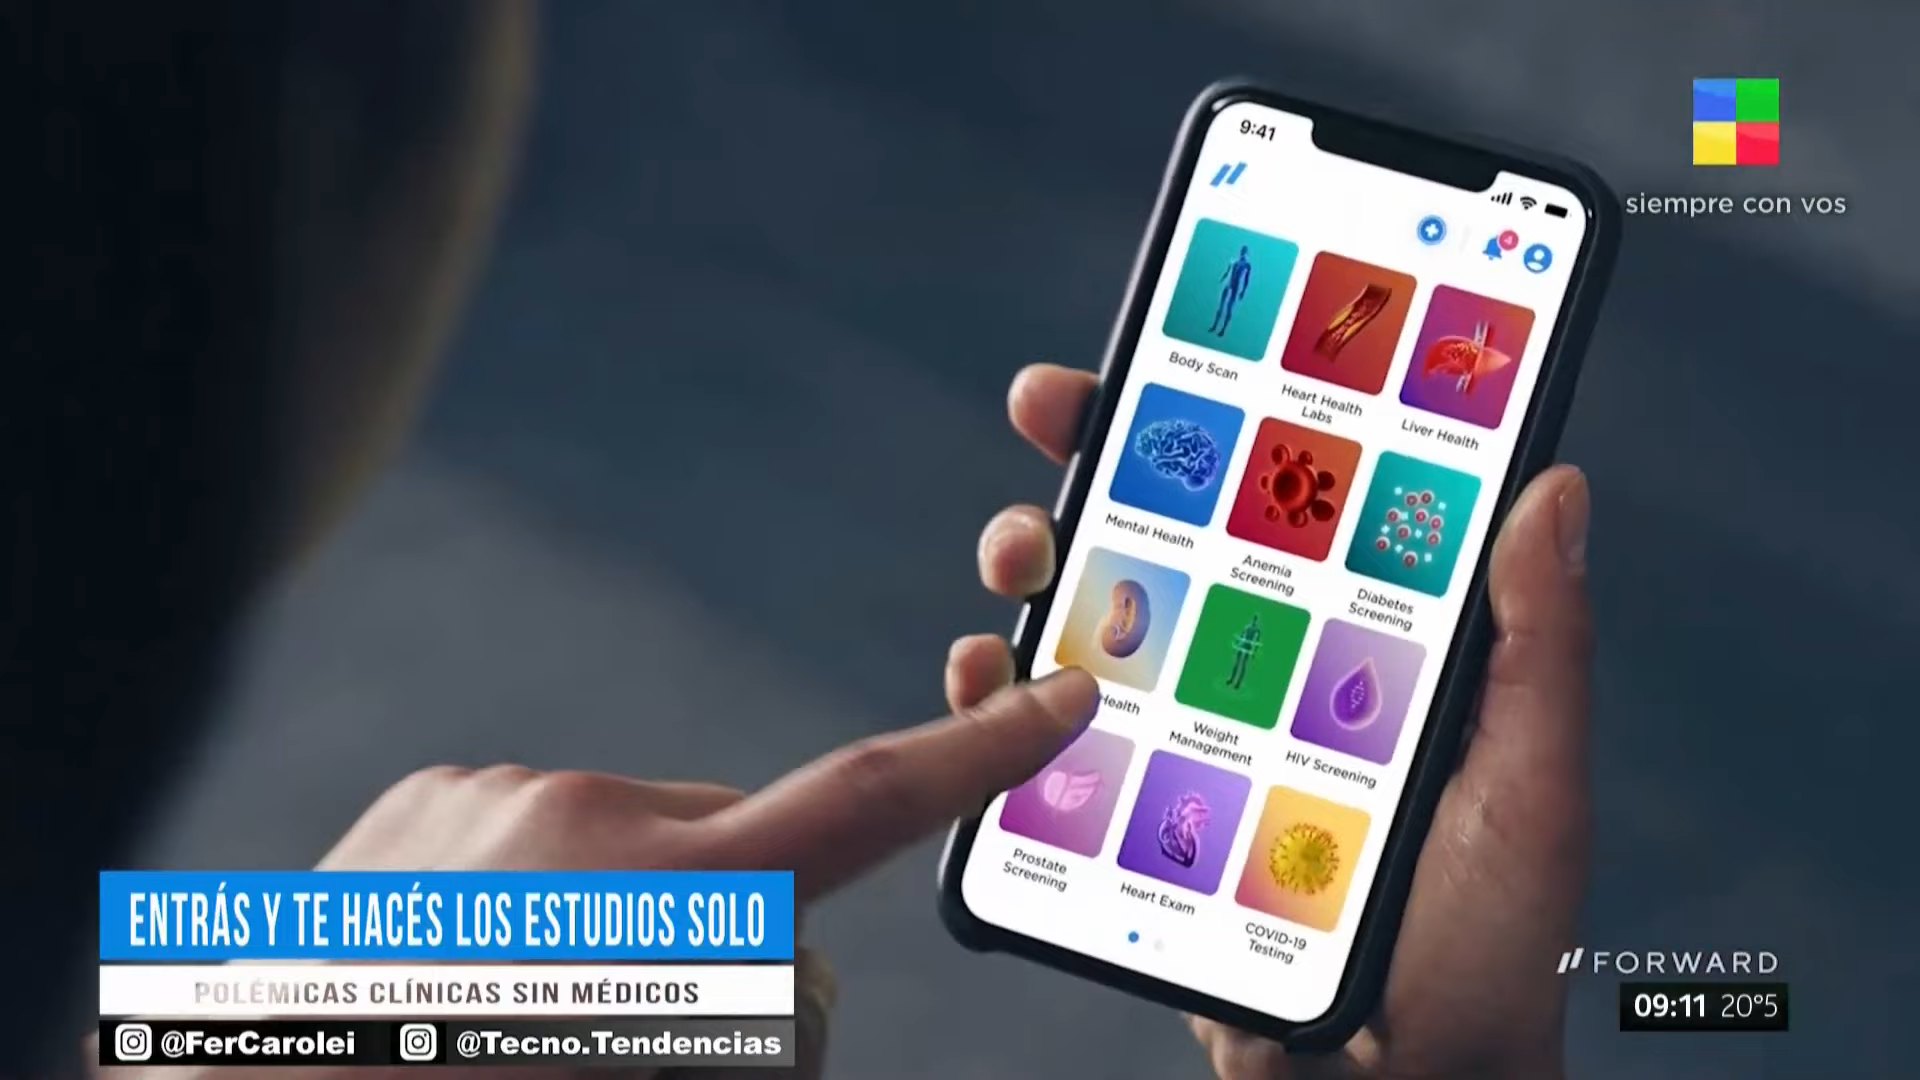 9:41
4
siempre con vos
Body Scan
Heart Health
Labs
Liver Health
Mental Health
Anemia
Screening
Diabetes
Screening
Health
Weight
Management
HIV Screening
Prostate
Screening
Heart Exam
COVID-19
Testing
ENTRÁS Y TE HACÉS LOS ESTUDIOS SOLO
POLÉMICAS CLÍNICAS SIN MÉDICOS
@FerCarolei @Tecno.Tendencias
FORWARD
09:11 20°5